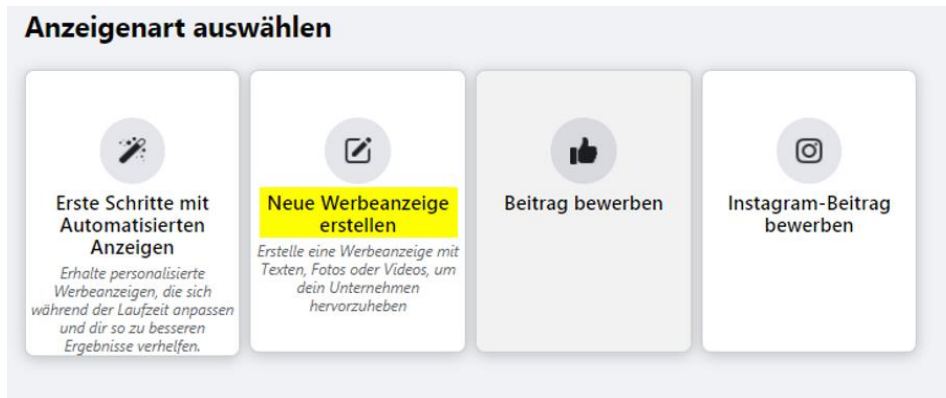 Anzeigenart auswählen
Erste Schritte mit
Automatisierten
Anzeigen
Erhalte personalisierte
Werbeanzeigen, die sich
während der Laufzeit anpassen
und dir so zu besseren
Ergebnisse verhelfen.
Neue Werbeanzeige
erstellen
Erstelle eine Werbeanzeige mit
Texten, Fotos oder Videos, um
dein Unternehmen
hervorzuheben
Beitrag bewerben
Instagram-Beitrag
bewerben